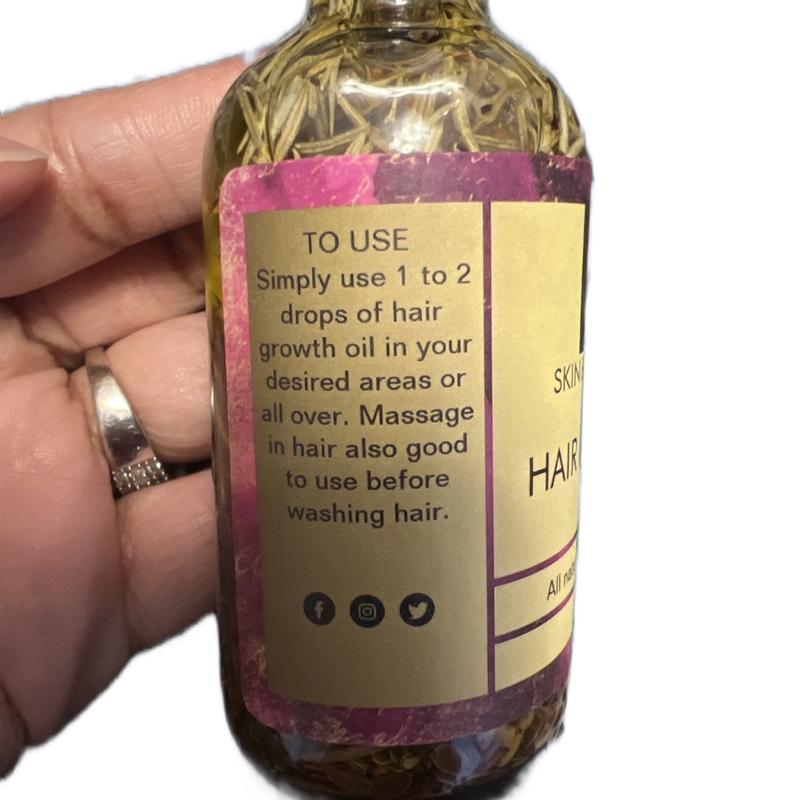 TO USE
Simply use 1 to 2
drops of hair
growth oil in your
desired areas or
all over. Massage
in hair also good
to use before
washing hair.
SKIN
HAIR
All